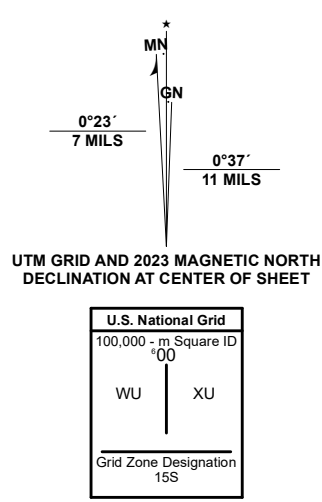 MN
GN
0°23´
7 MILS
0°37´
11 MILS
UTM GRID AND 2023 MAGNETIC NORTH
DECLINATION AT CENTER OF SHEET
U.S. National Grid
100,000 - m Square ID
⁶00
WU XU
Grid Zone Designation
15S